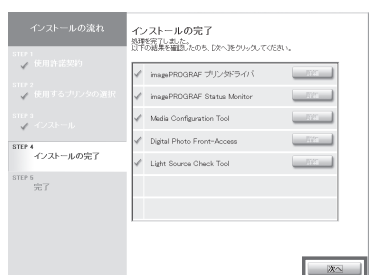 インストールの流れ
STEP 1
使用許諾契約
STEP 2
使用するプリンタの選択
STEP 3
インストール
STEP 4
インストールの完了
STEP 5
完了
インストールの完了
処理を完了しました。
以下の結果を確認したのち、[次へ]をクリックしてください。
imagePROGRAF プリンタドライバ
imagePROGRAF Status Monitor
Media Configuration Tool
Digital Photo Front-Access
Light Source Check Tool
次へ